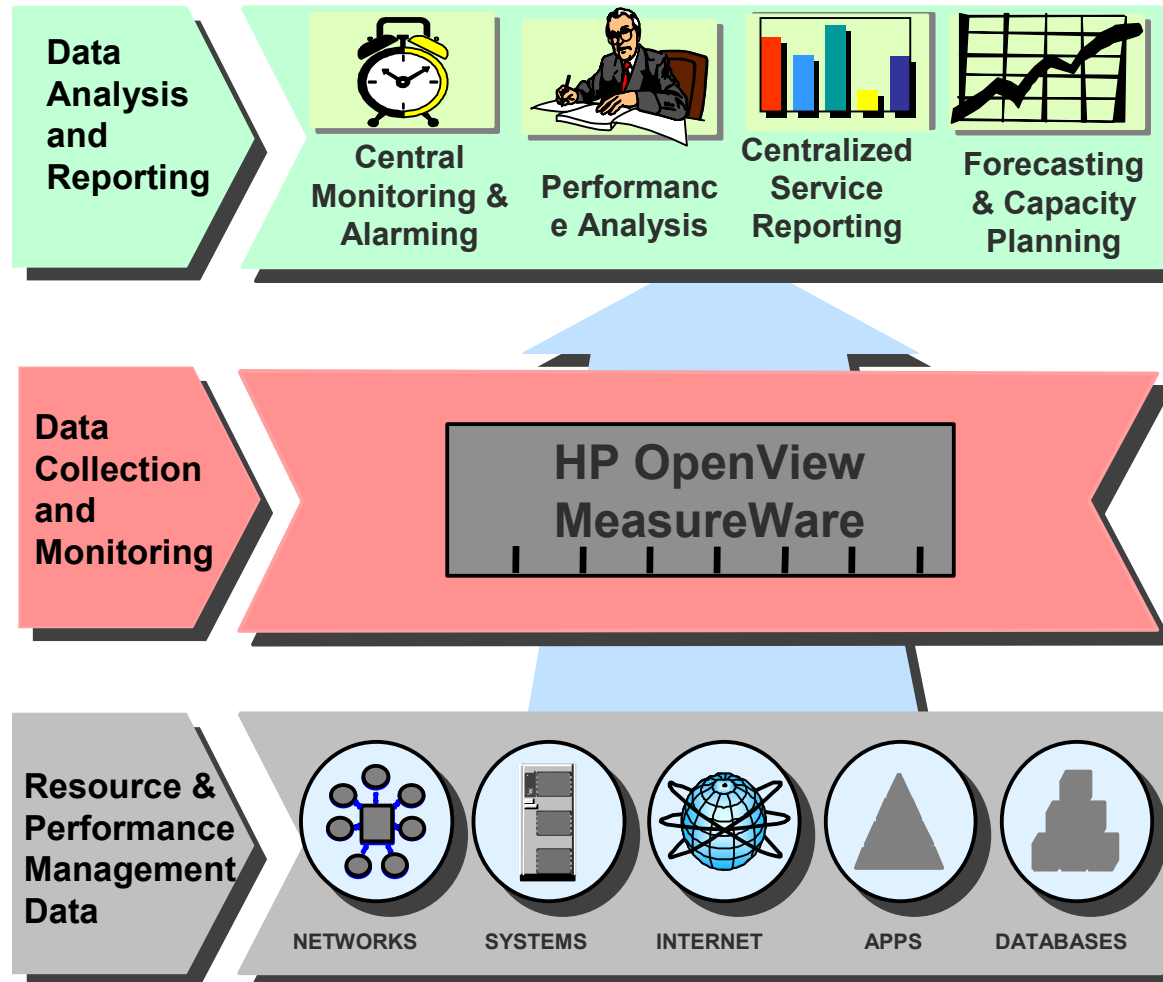 Data
Analysis
and
Reporting
Central
Monitoring &
Alarming
Performanc
e Analysis
Centralized
Service
Reporting
Forecasting
& Capacity
Planning
Data
Collection
and
Monitoring
HP OpenView
MeasureWare
Resource &
Performance
Management
Data
NETWORKS
SYSTEMS
INTERNET
APPS
DATABASES